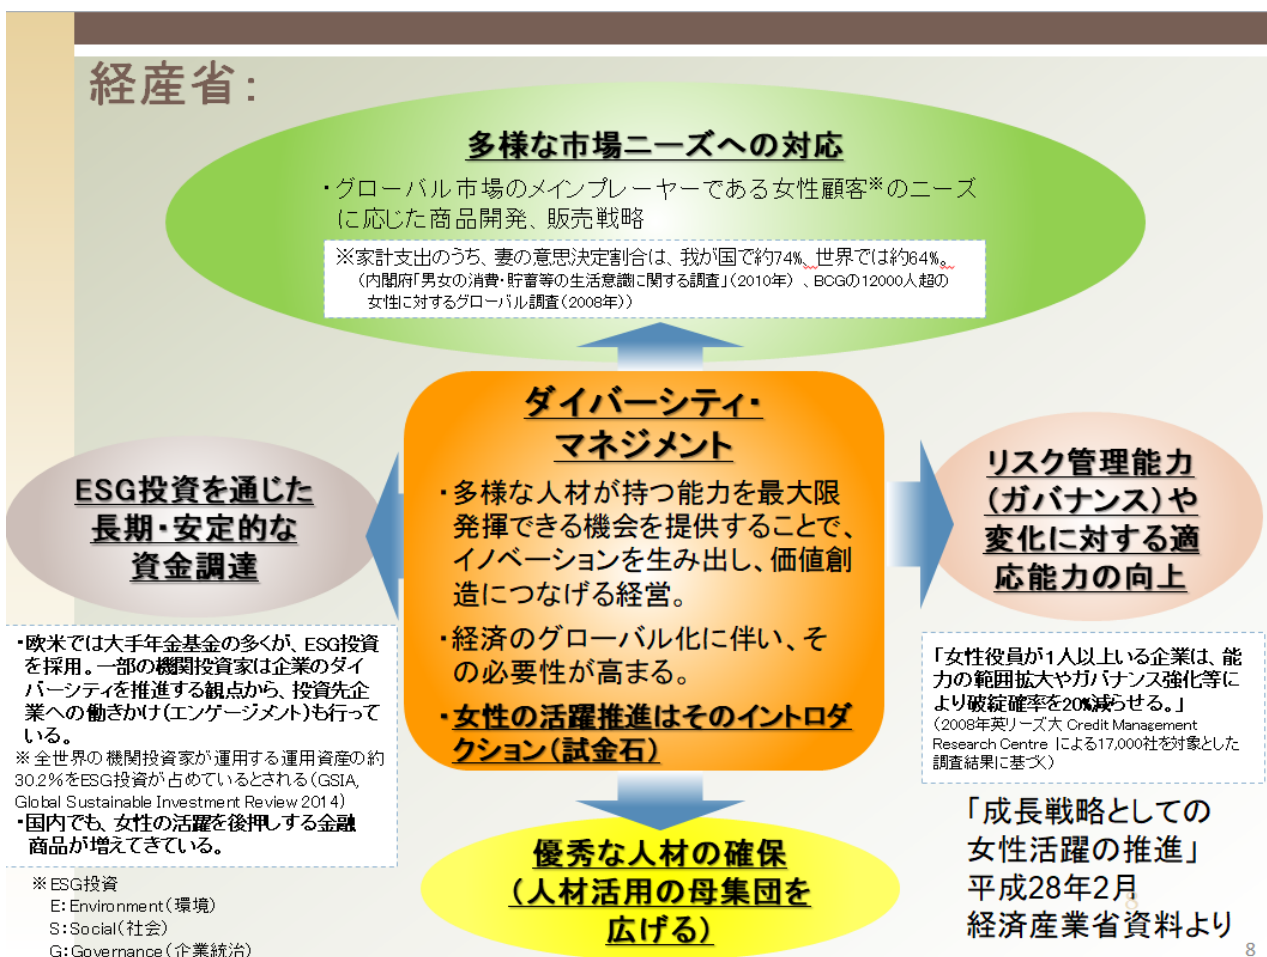 経産省：
多様な市場ニーズへの対応
・グローバル市場のメインプレーヤーである女性顧客※のニーズ
に応じた商品開発、販売戦略
※家計支出のうち、妻の意思決定割合は、我が国で約74%、世界では約64%。
（内閣府「男女の消費・貯蓄等の生活意識に関する調査」（2010年）、BCGの12000人超の
女性に対するグローバル調査（2008年））
ダイバーシティ・
マネジメント
・多様な人材が持つ能力を最大限
発揮できる機会を提供することで、
イノベーションを生み出し、価値創
造につなげる経営。
・経済のグローバル化に伴い、そ
の必要性が高まる。
・女性の活躍推進はそのイントロダ
クション（試金石）
ESG投資を通じた
長期・安定的な
資金調達
・欧米では大手年金基金の多くが、ESG投資
を採用。一部の機関投資家は企業のダイ
バーシティを推進する観点から、投資先企
業への働きかけ（エンゲージメント）も行って
いる。
※全世界の機関投資家が運用する運用資産の約
30.2％をESG投資が占めているとされる（GSIA,
Global Sustainable Investment Review 2014）
・国内でも、女性の活躍を後押しする金融
商品が増えてきている。
※ESG投資
E：Environment（環境）
S：Social（社会）
G：Governance（企業統治）
リスク管理能力
（ガバナンス）や
変化に対する適
応能力の向上
「女性役員が1人以上いる企業は、能
力の範囲拡大やガバナンス強化等に
より破綻確率を20%減らせる。」
（2008年英リーズ大 Credit Management
Research Centre による17,000社を対象とした
調査結果に基づく）
優秀な人材の確保
（人材活用の母集団を
広げる）
「成長戦略としての
女性活躍の推進」
平成28年2月
経済産業省資料より
8
8